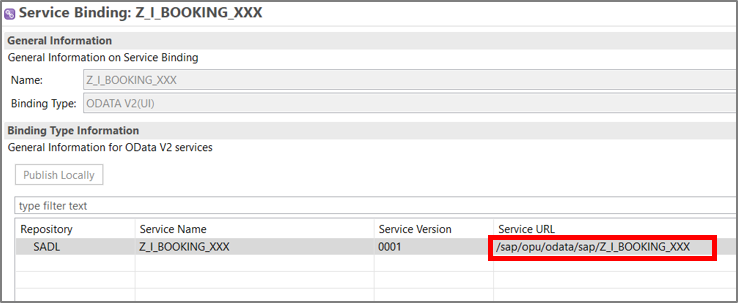 Service Binding: Z_I_BOOKING_XXX
General Information
General Information on Service Binding
Name: Z_I_BOOKING_XXX
Binding Type: ODATA V2(UI)
Binding Type Information
General Information for OData V2 services
Publish Locally
type filter text
Repository Service Name Service Version Service URL
SADL Z_I_BOOKING_XXX 0001 /sap/opu/odata/sap/Z_I_BOOKING_XXX